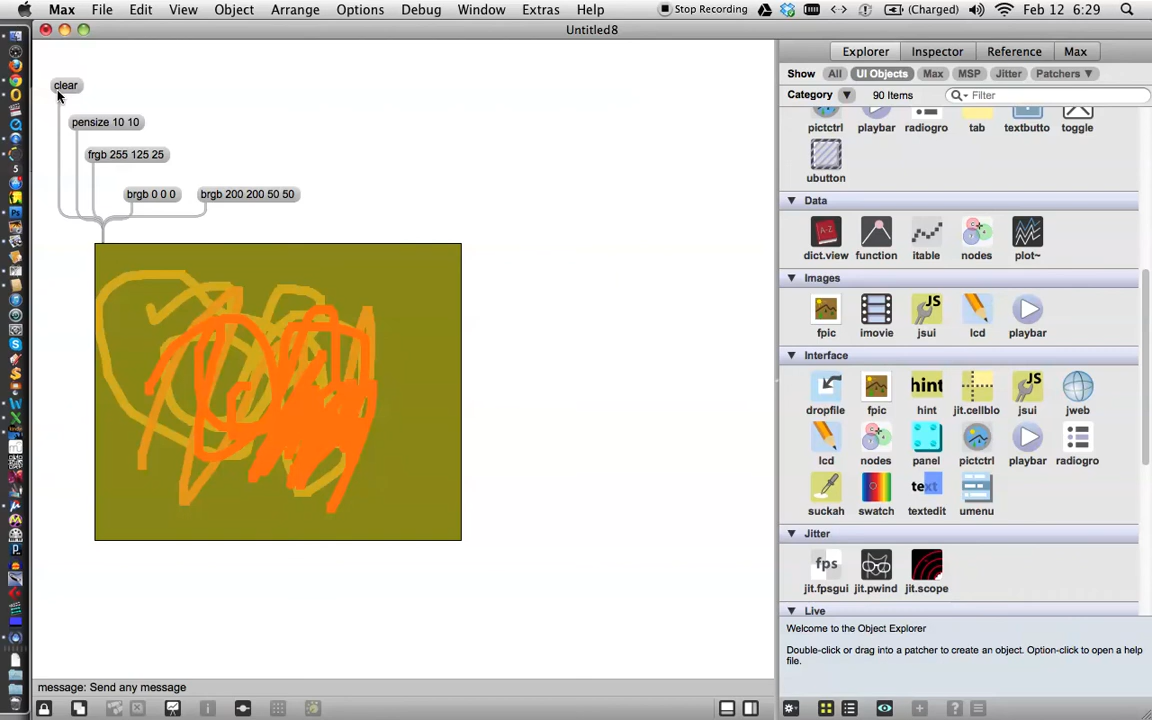 Max File Edit View Object Arrange Options Debug Window Extras Help Stop Recording (Charged) Feb 12 6:29
Untitled8
clear
pensize 10 10
frgb 255 125 25
brgb 0 0 0 brgb 200 200 50 50
Explorer Inspector Reference Max
Show All UI Objects Max MSP Jitter Patchers
Category 90 Items Filter
pictctrl playbar radiogro tab textbutto toggle
ubutton
Data
A-Z
dict.view function itable nodes plot~
Images
JS
fpic imovie jsui lcd playbar
Interface
hint JS
dropfile fpic hint jit.cellblo jsui jweb
lcd nodes panel pictctrl playbar radiogro
text
suckah swatch textedit umenu
Jitter
fps
jit.fpsgui jit.pwind jit.scope
Live
Welcome to the Object Explorer
Double-click or drag into a patcher to create an object. Option-click to open a help
file.
message: Send any message